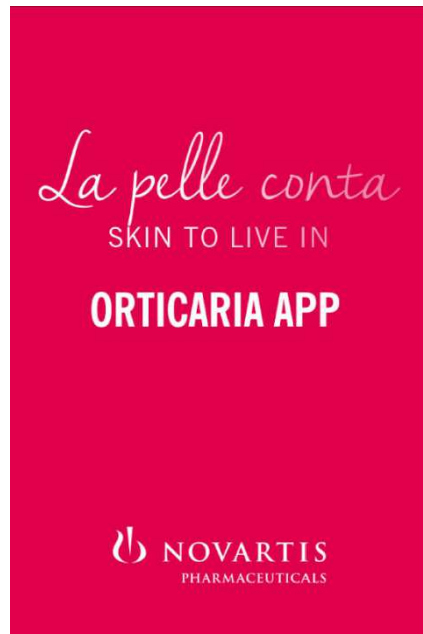 La pelle conta
SKIN TO LIVE IN
ORTICARIA APP
NOVARTIS
PHARMACEUTICALS